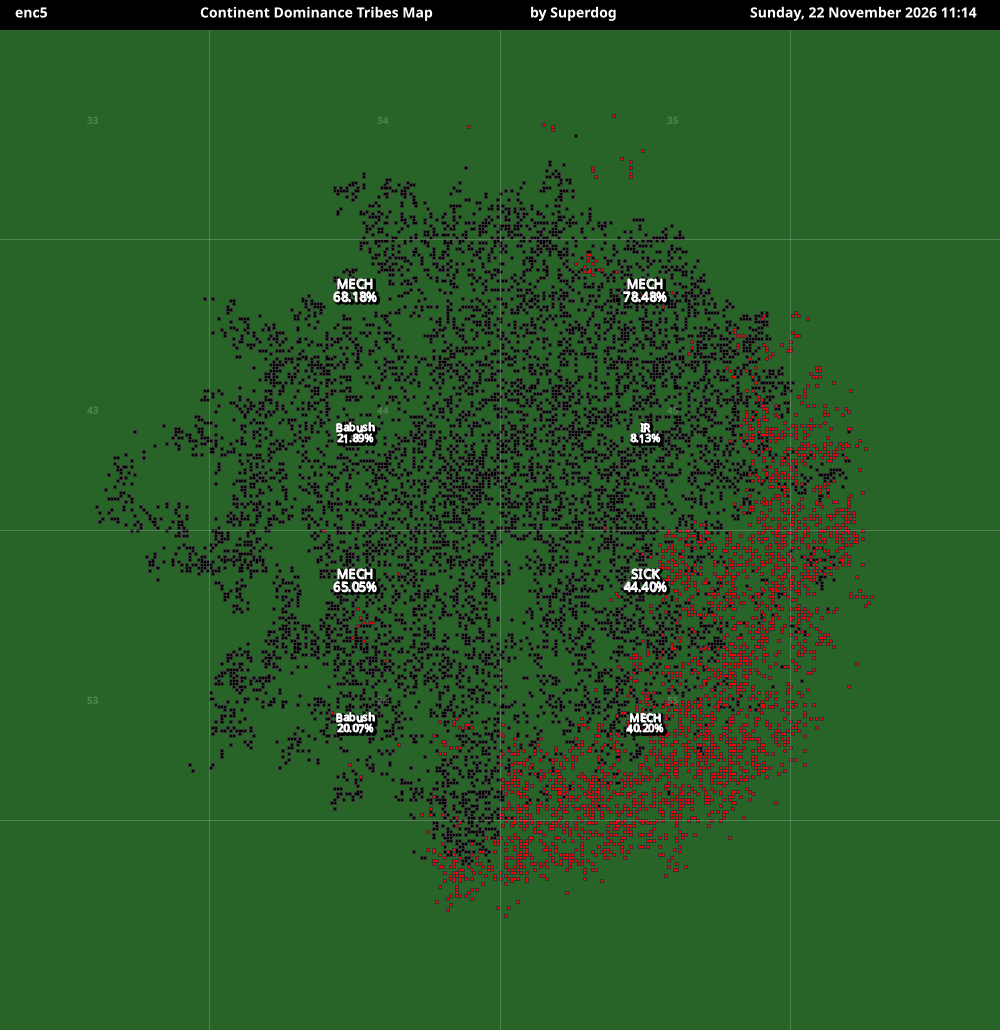 enc5 Continent Dominance Tribes Map by Superdog Sunday, 22 November 2026 11:14
33 34 35
MECH
68.18%
MECH
78.48%
43 44
Babush
21.89%
IR
8.13%
MECH
65.05%
SICK
44.40%
53
Babush
20.07%
MECH
40.20%